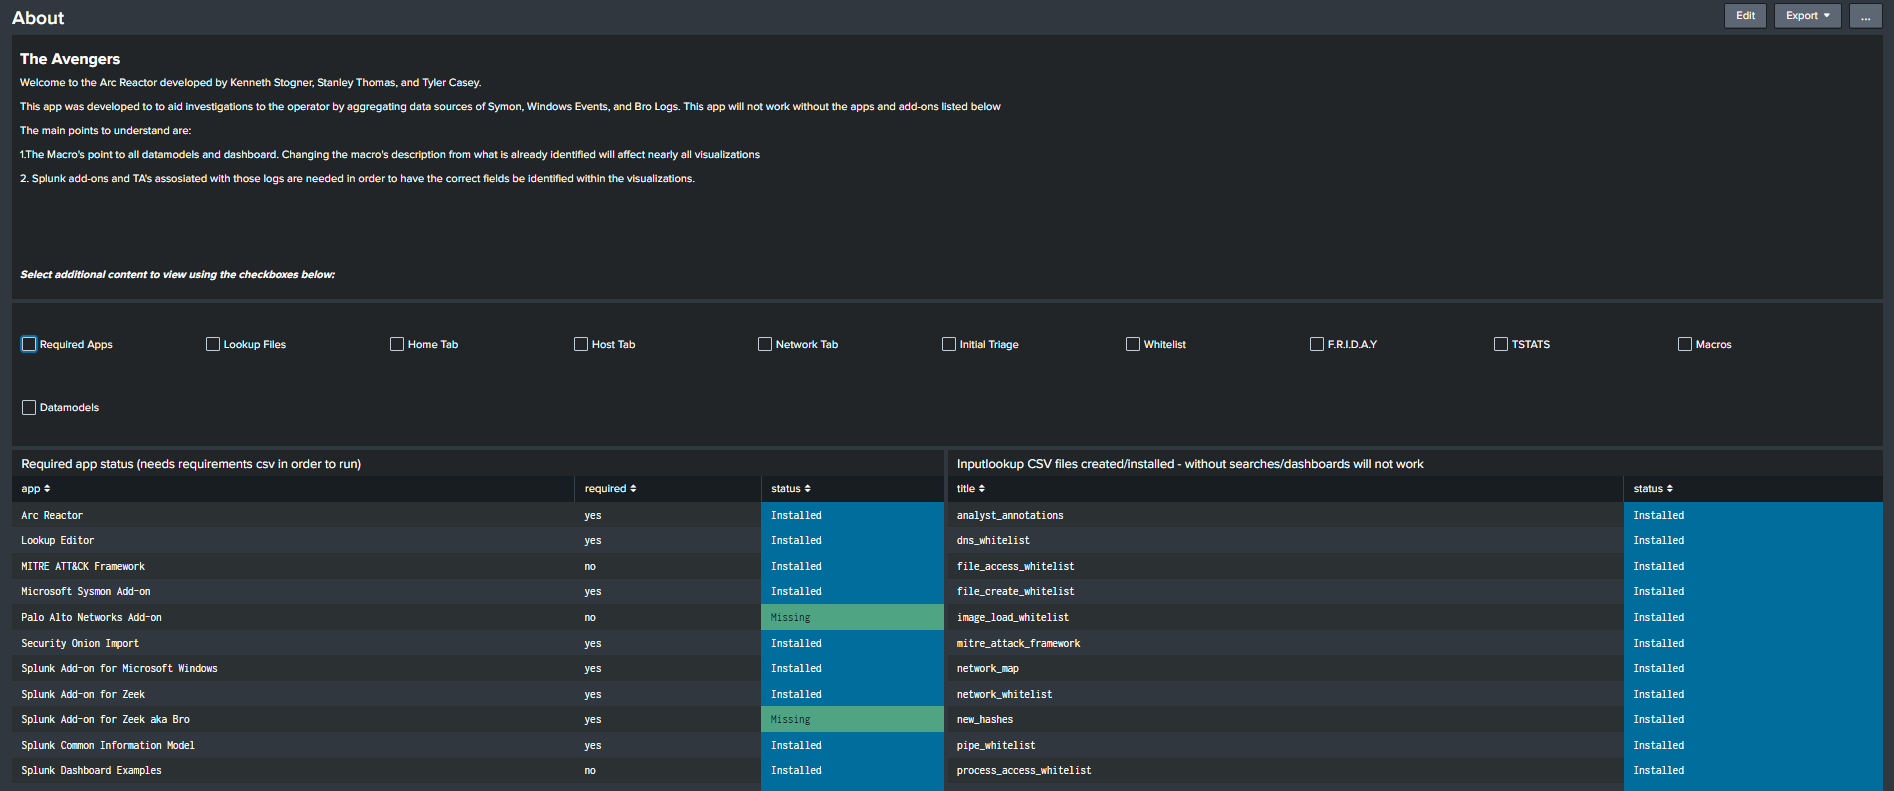 About
Edit
Export
...
The Avengers
Welcome to the Arc Reactor developed by Kenneth Stogner, Stanley Thomas, and Tyler Casey.
This app was developed to to aid investigations to the operator by aggregating data sources of Symon, Windows Events, and Bro Logs. This app will not work without the apps and add-ons listed below
The main points to understand are:
1.The Macro's point to all datamodels and dashboard. Changing the macro's description from what is already identified will affect nearly all visualizations
2. Splunk add-ons and TA's assosiated with those logs are needed in order to have the correct fields be identified within the visualizations.
Select additional content to view using the checkboxes below:
Required Apps
Lookup Files
Home Tab
Host Tab
Network Tab
Initial Triage
Whitelist
F.R.I.D.A.Y
TSTATS
Macros
Datamodels
Required app status (needs requirements csv in order to run)
app required status
Arc Reactor yes Installed
Lookup Editor yes Installed
MITRE ATT&CK Framework no Installed
Microsoft Sysmon Add-on yes Installed
Palo Alto Networks Add-on no Missing
Security Onion Import yes Installed
Splunk Add-on for Microsoft Windows yes Installed
Splunk Add-on for Zeek yes Installed
Splunk Add-on for Zeek aka Bro yes Missing
Splunk Common Information Model yes Installed
Splunk Dashboard Examples no Installed
Inputlookup CSV files created/installed - without searches/dashboards will not work
title status
analyst_annotations Installed
dns_whitelist Installed
file_access_whitelist Installed
file_create_whitelist Installed
image_load_whitelist Installed
mitre_attack_framework Installed
network_map Installed
network_whitelist Installed
new_hashes Installed
pipe_whitelist Installed
process_access_whitelist Installed